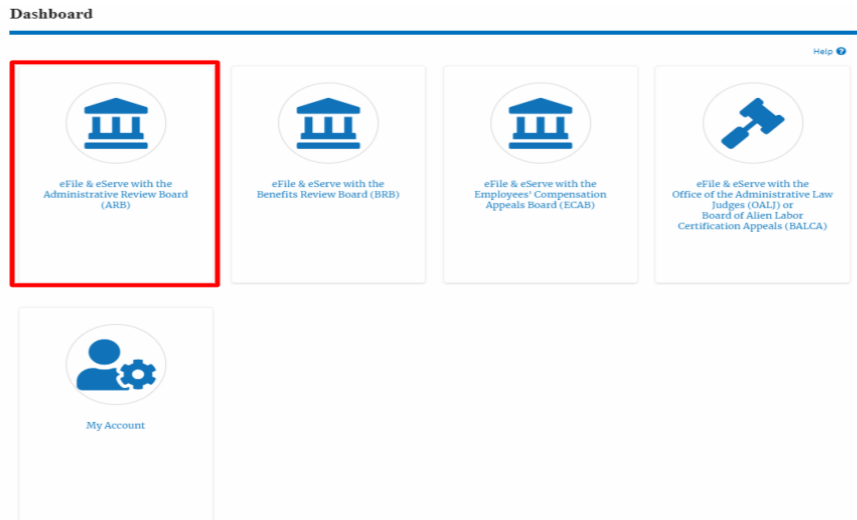 Dashboard
Help
eFile & eServe with the
Administrative Review Board
(ARB)
eFile & eServe with the
Benefits Review Board (BRB)
eFile & eServe with the
Employees' Compensation
Appeals Board (ECAB)
eFile & eServe with the
Office of the Administrative Law
Judges (OALJ) or
Board of Alien Labor
Certification Appeals (BALCA)
My Account